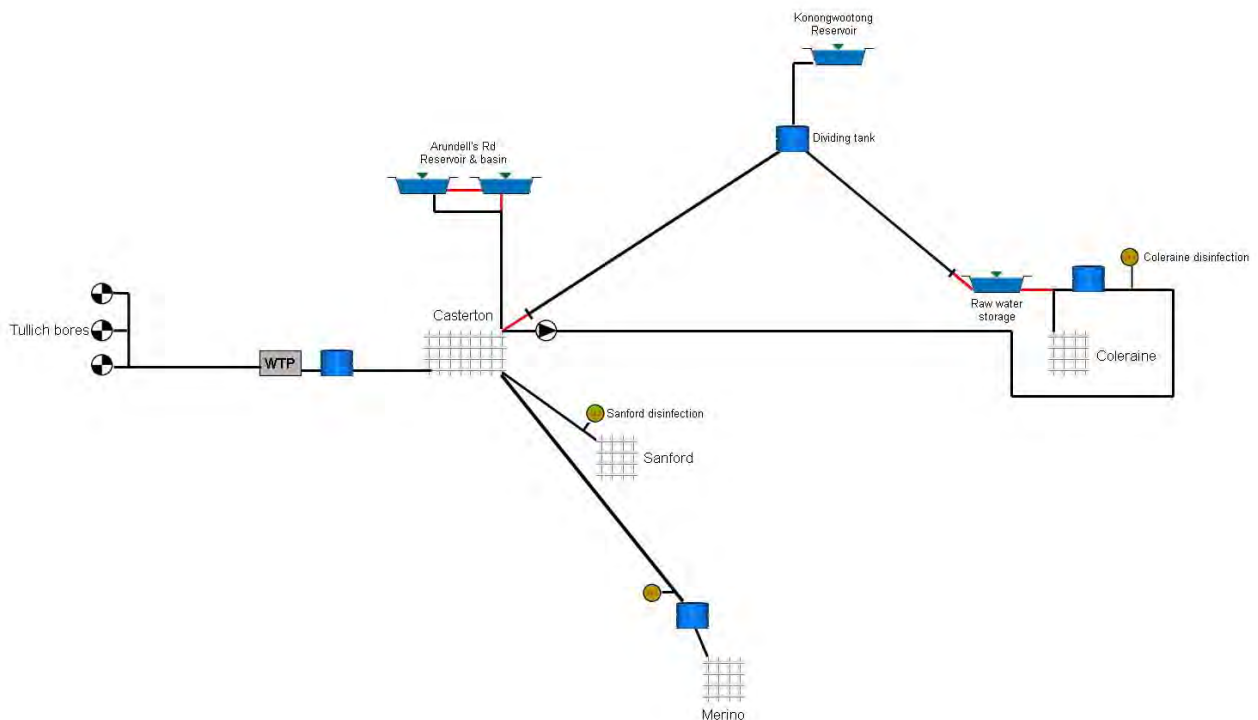 Konongwootong
Reservoir
Dividing tank
Arundell's Rd
Reservoir & basin
Coleraine disinfection
Raw water
storage
Casterton
Tullich bores
WTP
Coleraine
Sanford disinfection
Sanford
Merino